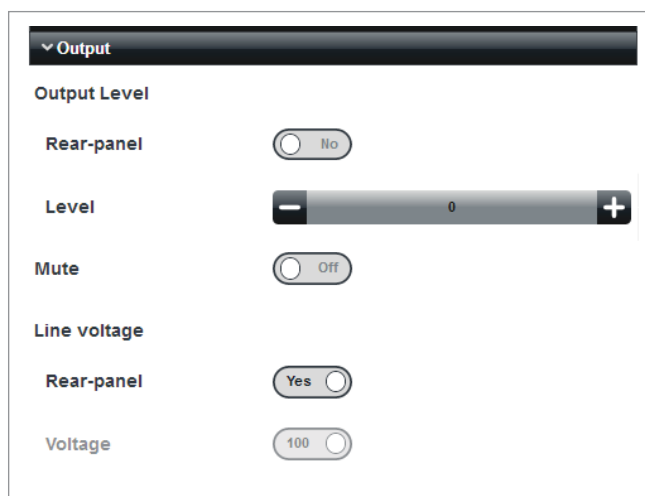 Output
Output Level
Rear-panel No
Level 0
Mute Off
Line voltage
Rear-panel Yes
Voltage 100